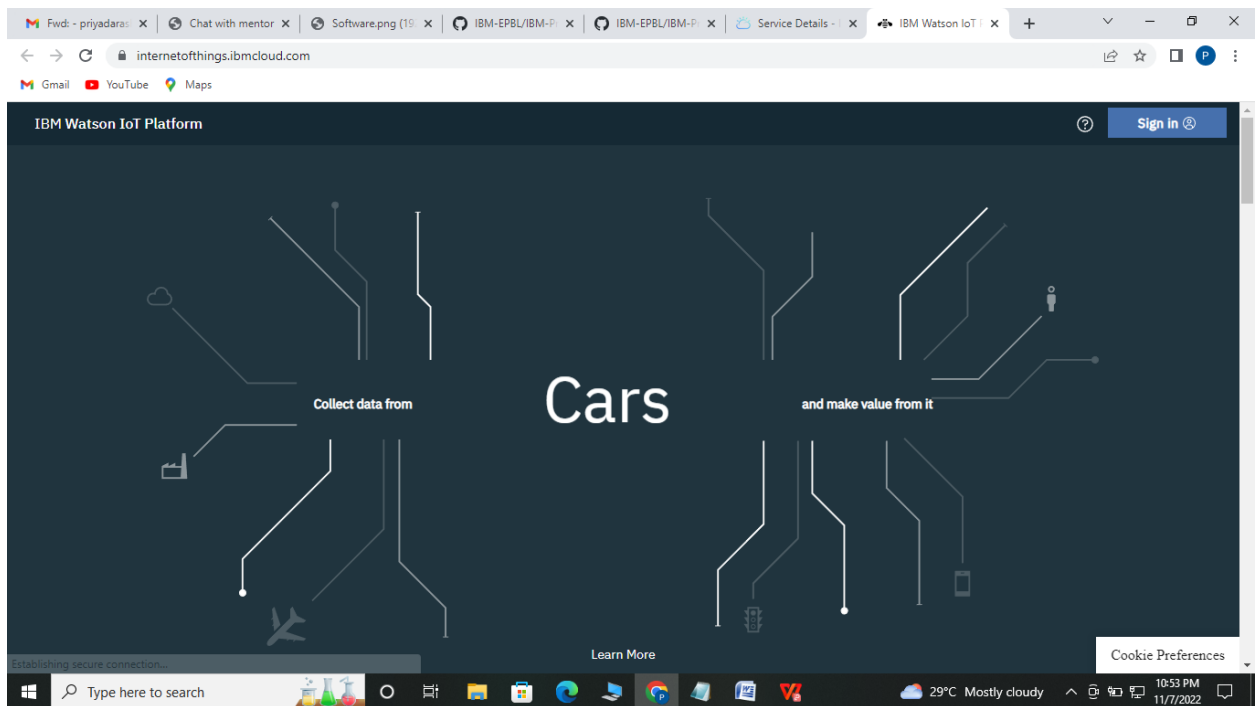 Fwd: - priyadaras
Chat with mentor
Software.png (19
IBM-EPBL/IBM-P
IBM-EPBL/IBM-P
Service Details -
IBM Watson IoT
internetofthings.ibmcloud.com
P
Gmail
YouTube
Maps
IBM Watson IoT Platform
Sign in
Collect data from
Cars
and make value from it
Learn More
Cookie Preferences
Establishing secure connection...
Type here to search
29°C Mostly cloudy
10:53 PM
11/7/2022